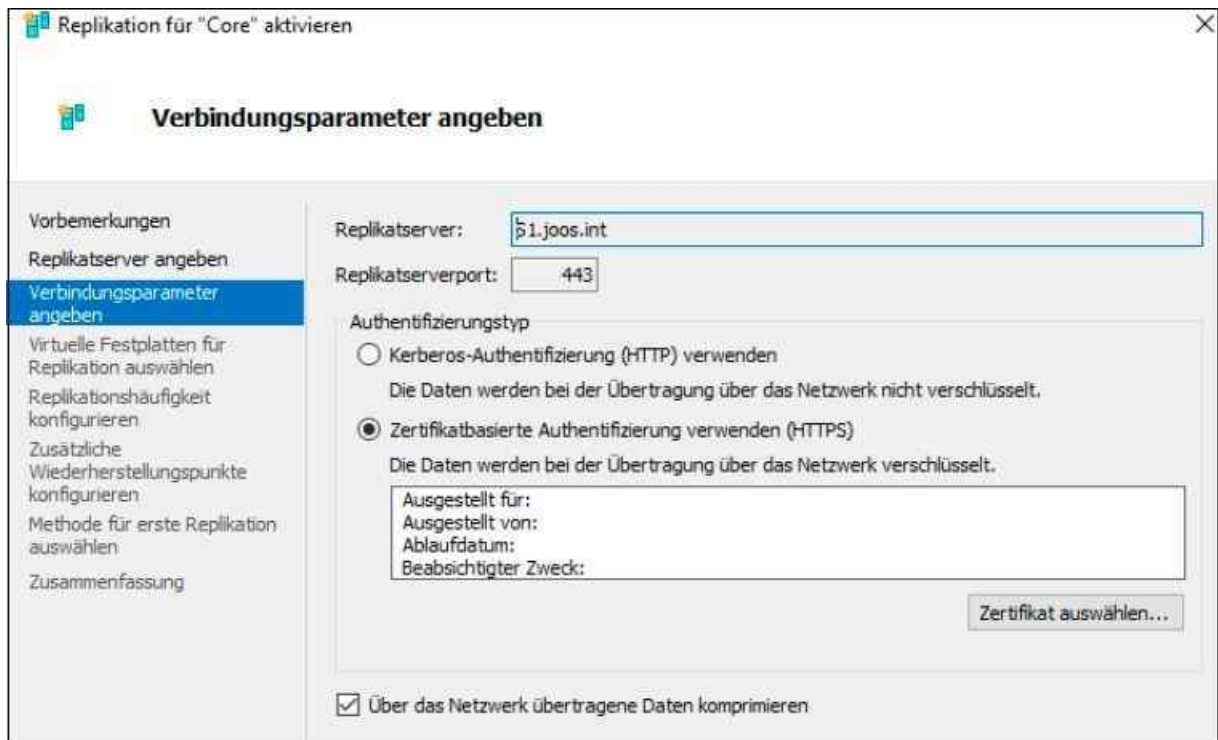 Replikation für "Core" aktivieren
Verbindungsparameter angeben
Vorbemerkungen
Replikatserver angeben
Verbindungsparameter
angeben
Virtuelle Festplatten für
Replikation auswählen
Replikationshäufigkeit
konfigurieren
Zusätzliche
Wiederherstellungspunkte
konfigurieren
Methode für erste Replikation
auswählen
Zusammenfassung
Replikatserver: s1.joos.int
Replikatserverport: 443
Authentifizierungstyp
Kerberos-Authentifizierung (HTTP) verwenden
Die Daten werden bei der Übertragung über das Netzwerk nicht verschlüsselt.
Zertifikatbasierte Authentifizierung verwenden (HTTPS)
Die Daten werden bei der Übertragung über das Netzwerk verschlüsselt.
Ausgestellt für:
Ausgestellt von:
Ablaufdatum:
Beabsichtigter Zweck:
Zertifikat auswählen...
Über das Netzwerk übertragene Daten komprimieren